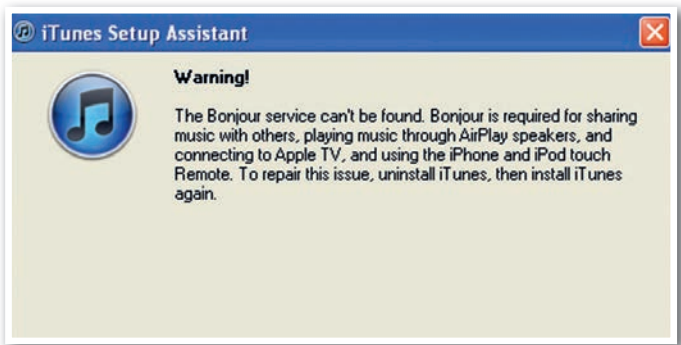 iTunes Setup Assistant
Warning!
The Bonjour service can't be found. Bonjour is required for sharing
music with others, playing music through AirPlay speakers, and
connecting to Apple TV, and using the iPhone and iPod touch
Remote. To repair this issue, uninstall iTunes, then install iTunes
again.